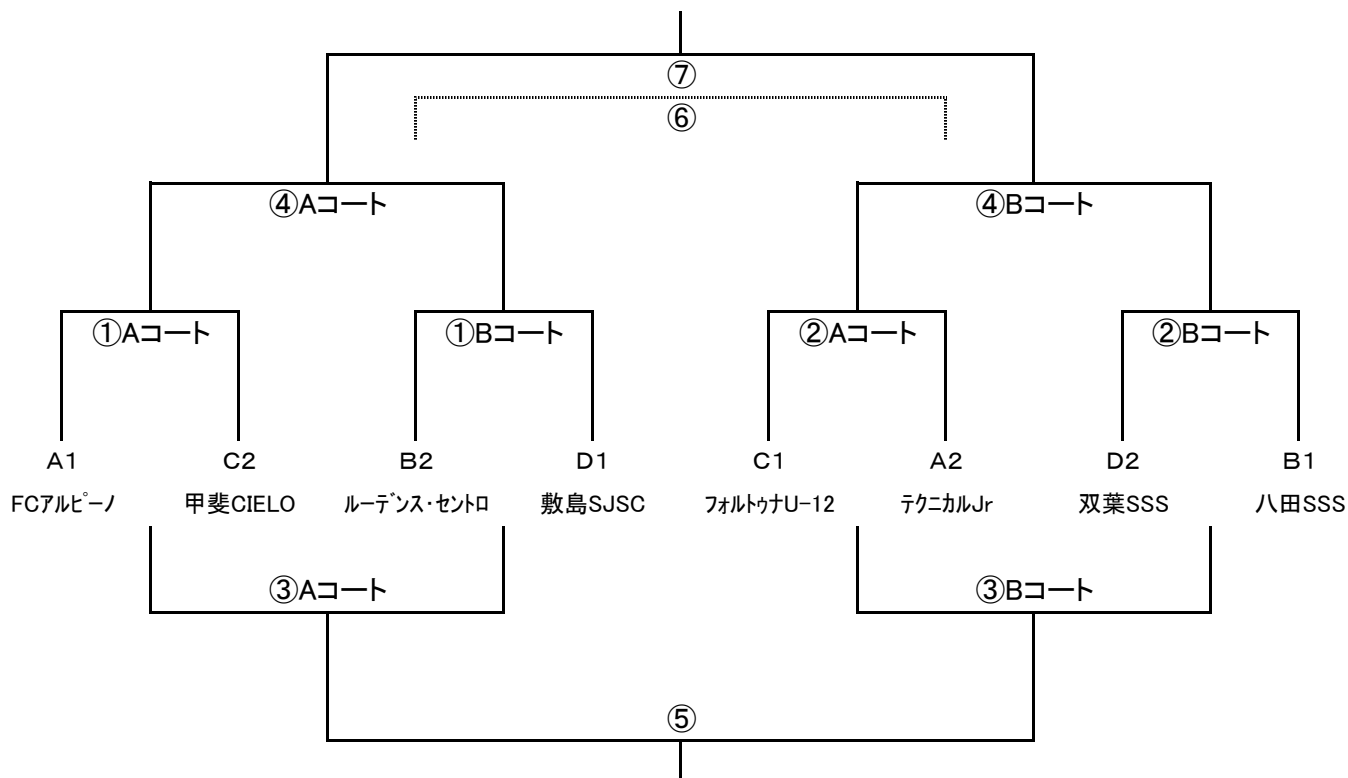 ⑦
⑥
④Aコート ④Bコート
①Aコート ①Bコート ②Aコート ②Bコート
A1 C2 B2 D1 C1 A2 D2 B1
FCアルピーノ 甲斐CIELO ルーデンス・セントロ 敷島SJSC フォルトゥナU-12 テクニカルJr 双葉SSS 八田SSS
③Aコート ③Bコート
⑤